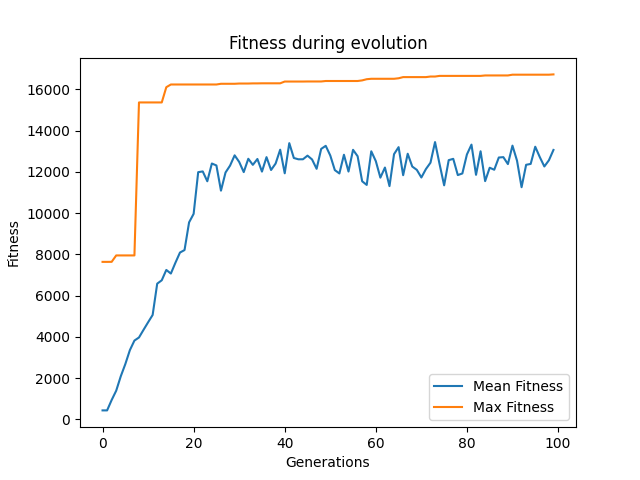 Fitness during evolution
Fitness
16000
14000
12000
10000
8000
6000
4000
2000
0
0 20 40 60 80 100
Generations
Mean Fitness
Max Fitness